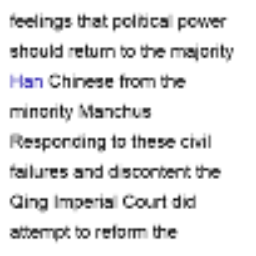 feelings that political power
should return to the majority
Han Chinese from the
minority Manchus
Responding to these civil
failures and discontent the
Qing Imperial Court did
attempt to reform the